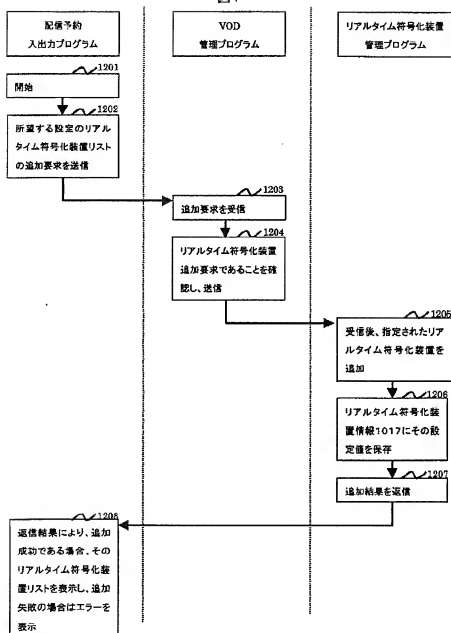 配信予約
入出力プログラム
VOD
管理プログラム
リアルタイム符号化装置
管理プログラム
1201
開始
1202
所望する設定のリアル
タイム符号化装置リスト
の追加要求を送信
1203
追加要求を受信
1204
リアルタイム符号化装置
追加要求であることを確
認し、送信
1205
受信後、指定されたリア
ルタイム符号化装置を
追加
1206
リアルタイム符号化装
置情報1017にその設
定値を保存
1207
追加結果を返信
1208
返信結果により、追加
成功である場合、その
リアルタイム符号化装
置リストを表示し、追加
失敗の場合はエラーを
表示